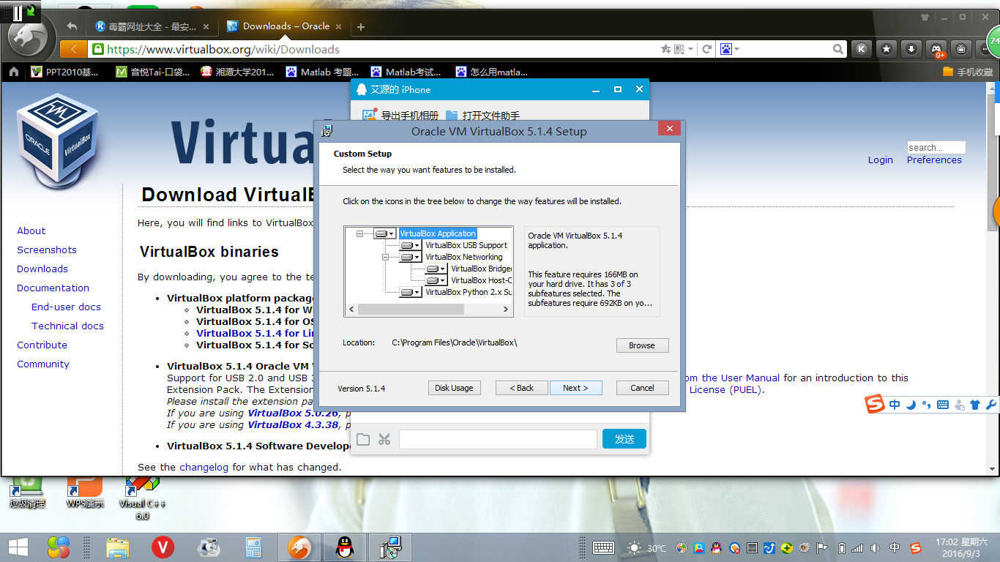 毒霸网址大全 - 最安...
Downloads – Oracle
https://www.virtualbox.org/wiki/Downloads
9+
74
PPT2010基...
音悦Tai-口袋...
湘潭大学201...
Matlab 考题...
Matlab考试...
怎么用matla...
手机收藏
艾源的 iPhone
导出手机相册
打开文件助手
ORACLE
VirtualBox
Virtua
search...
Login
Preferences
Oracle VM VirtualBox 5.1.4 Setup
Custom Setup
Select the way you want features to be installed.
Click on the icons in the tree below to change the way features will be installed.
VirtualBox Application
VirtualBox USB Support
VirtualBox Networking
VirtualBox Bridge
VirtualBox Host-O
VirtualBox Python 2.x Su
Oracle VM VirtualBox 5.1.4
application.
This feature requires 166MB on
your hard drive. It has 3 of 3
subfeatures selected. The
subfeatures require 692KB on yo...
Location:
C:\Program Files\Oracle\VirtualBox\
Browse
Version 5.1.4
Disk Usage
< Back
Next >
Cancel
About
Screenshots
Downloads
Documentation
End-user docs
Technical docs
Contribute
Community
Download VirtualB
Here, you will find links to VirtualBox
VirtualBox binaries
By downloading, you agree to the te
VirtualBox platform package
VirtualBox 5.1.4 for W
VirtualBox 5.1.4 for OS
VirtualBox 5.1.4 for Lin
VirtualBox 5.1.4 for So
VirtualBox 5.1.4 Oracle VM V
Support for USB 2.0 and USB 3
om the User Manual for an introduction to this
Extension Pack. The Extension
License (PUEL).
Please install the extension pa
If you are using VirtualBox 5.0.26, p
If you are using VirtualBox 4.3.38, p
VirtualBox 5.1.4 Software Develope
See the changelog for what has changed.
发送
中
垃圾清理
WPS演示
Visual C++
6.0
30℃
中
17:02 星期六
2016/9/3